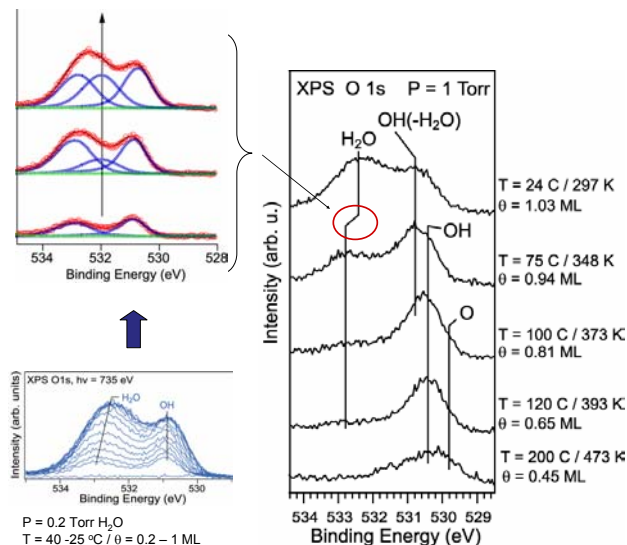 534 532 530 528
Binding Energy (eV)
XPS O1s, hv = 735 eV
H₂O
OH
Intensity (arb. units)
534 532 530
Binding Energy (eV)
P = 0.2 Torr H₂O
T = 40 -25 °C / θ = 0.2 – 1 ML
XPS O 1s P = 1 Torr
OH(-H₂O)
H₂O
T = 24 C / 297 K
θ = 1.03 ML
OH
T = 75 C / 348 K
θ = 0.94 ML
O
T = 100 C / 373 K
θ = 0.81 ML
T = 120 C / 393 K
θ = 0.65 ML
T = 200 C / 473 K
θ = 0.45 ML
Intensity (arb. u.)
534 533 532 531 530 529
Binding Energy (eV)